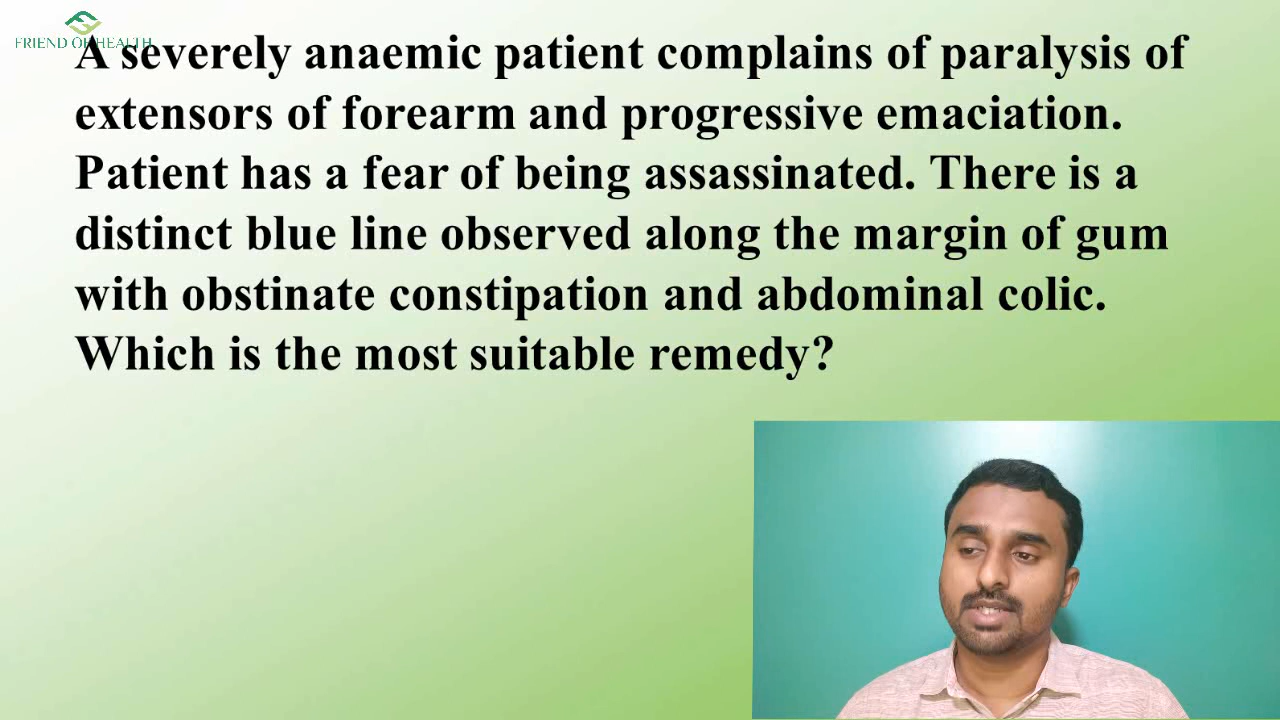 FRIEND OF HEALTH
A severely anaemic patient complains of paralysis of
extensors of forearm and progressive emaciation.
Patient has a fear of being assassinated. There is a
distinct blue line observed along the margin of gum
with obstinate constipation and abdominal colic.
Which is the most suitable remedy?